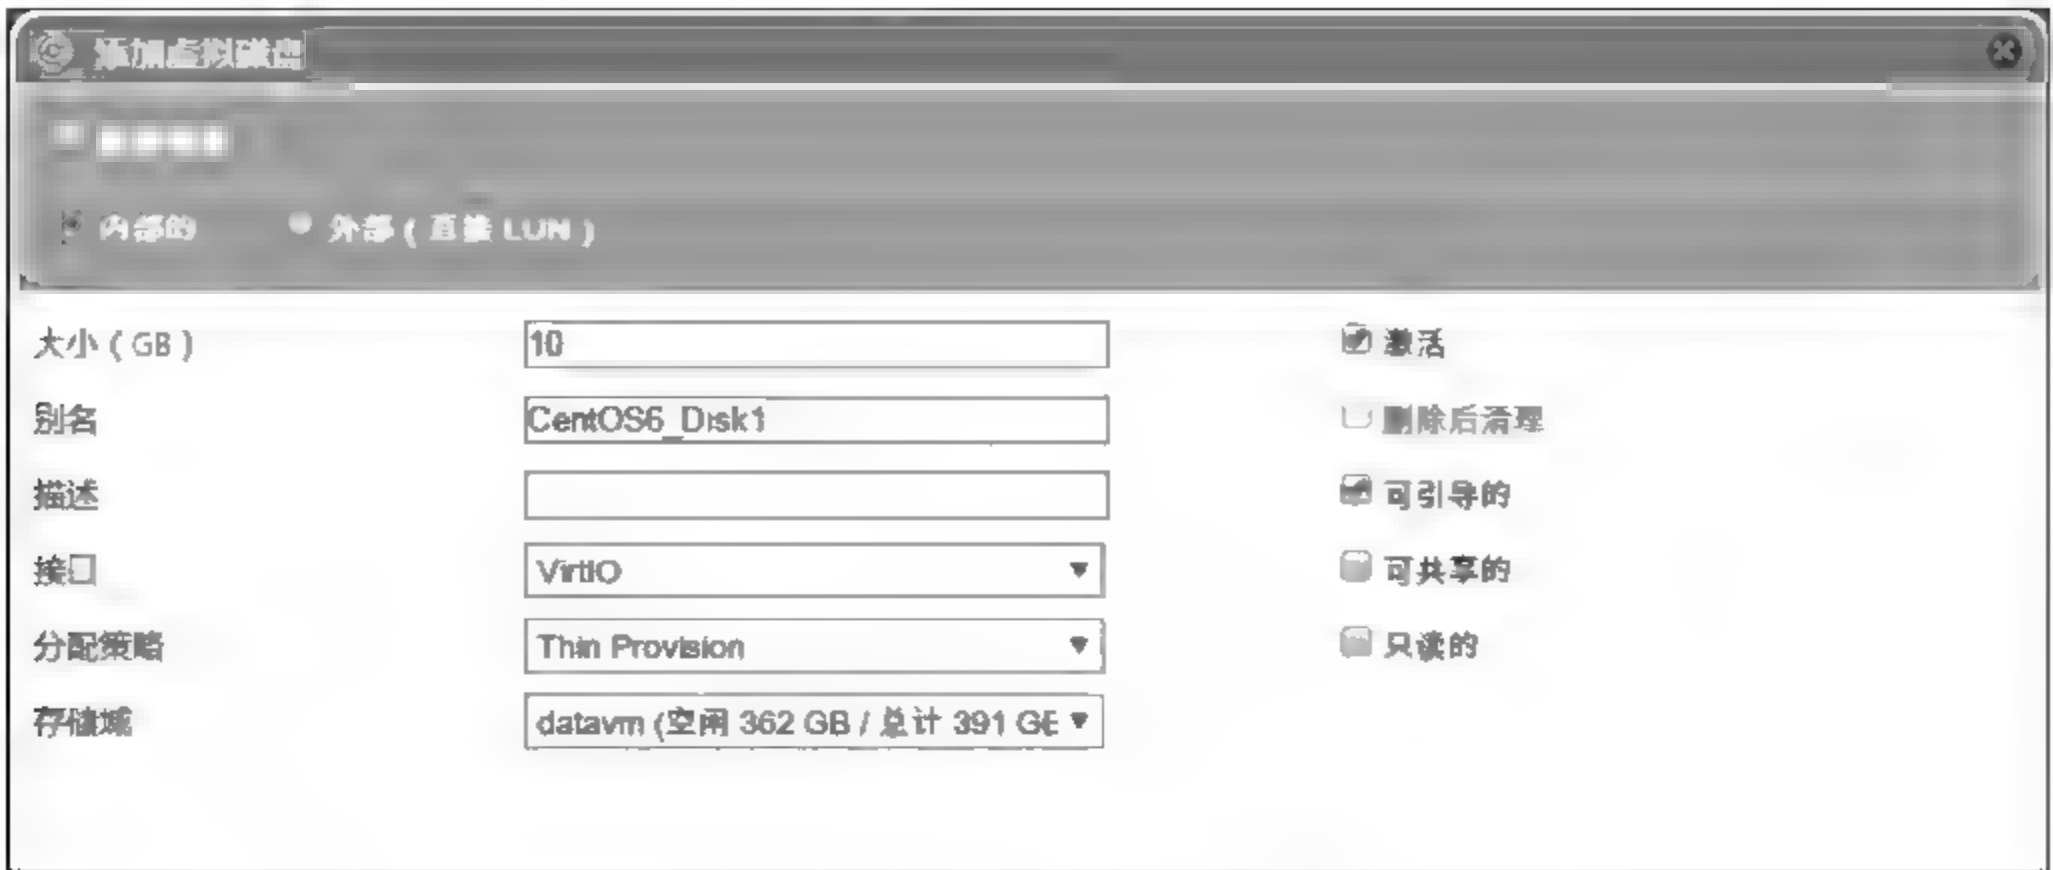 添加虚拟磁盘
内部的 外部 ( 直接 LUN )
大小 ( GB ) 10 激活
别名 CentOS6_Disk1 删除后清理
描述 可引导的
接口 VirtIO 可共享的
分配策略 Thin Provision 只读的
存储域 datavm (空闲 362 GB / 总计 391 GE